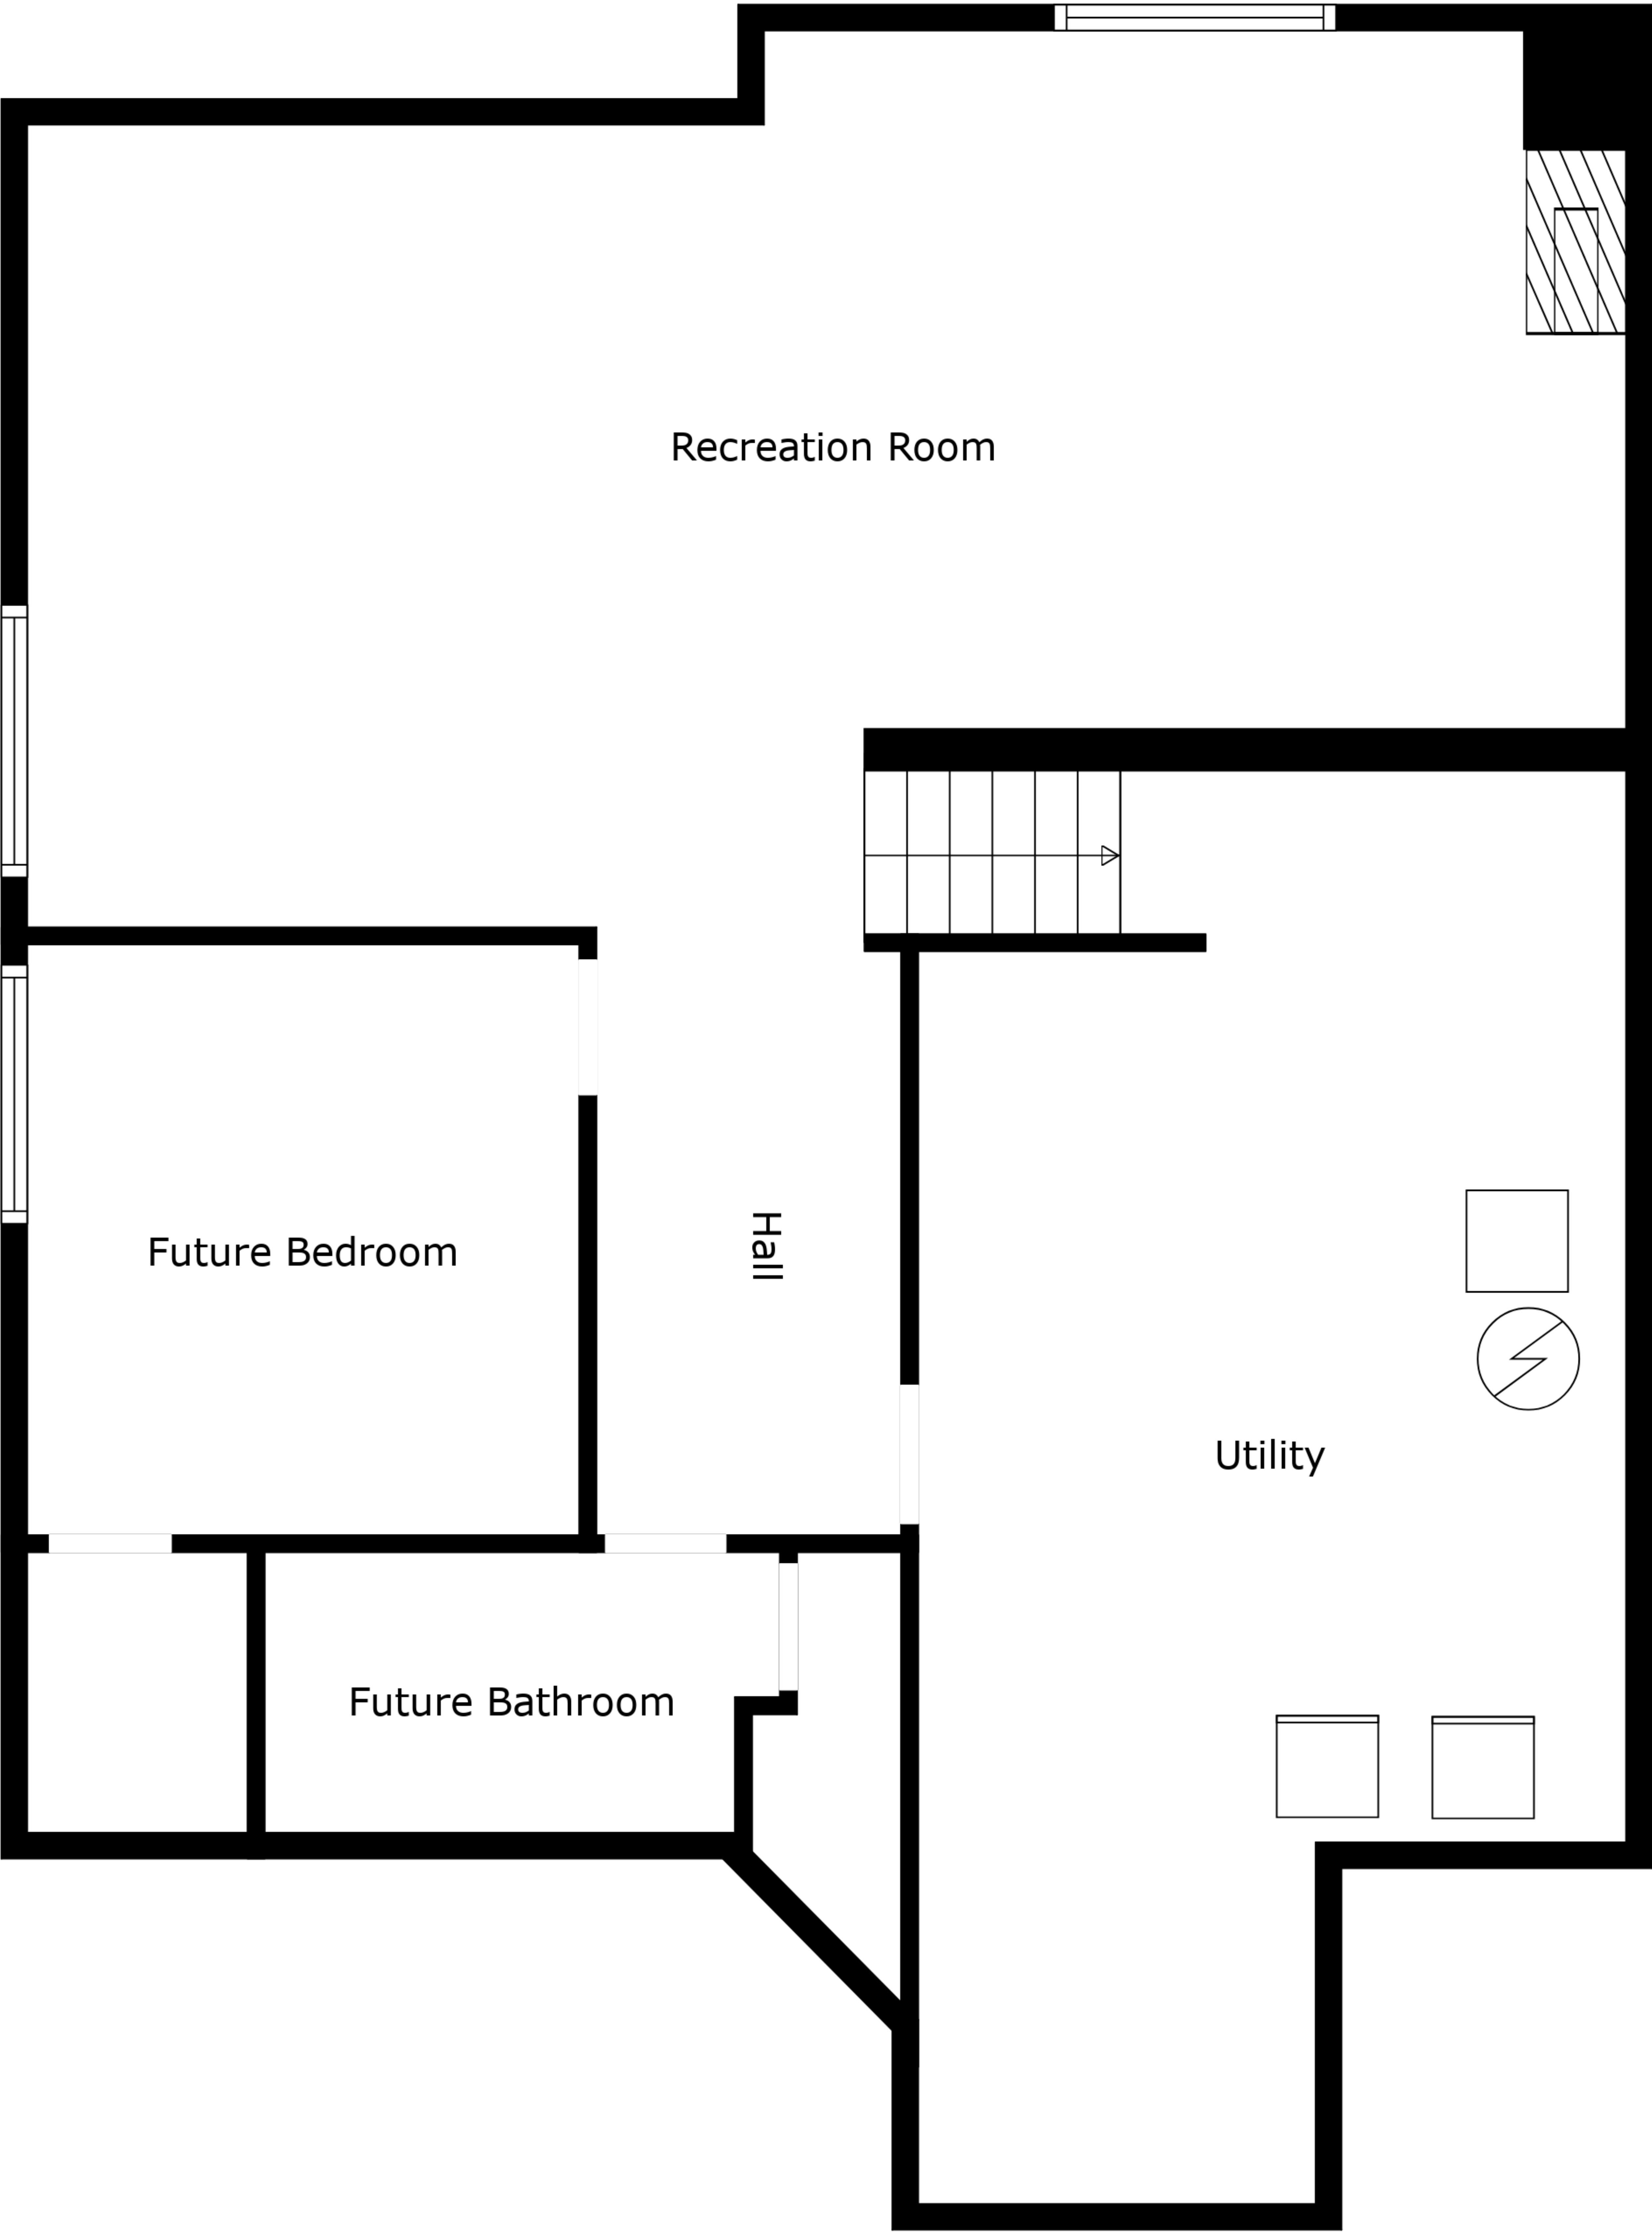 Recreation Room
Future Bedroom
Hall
Utility
Future Bathroom